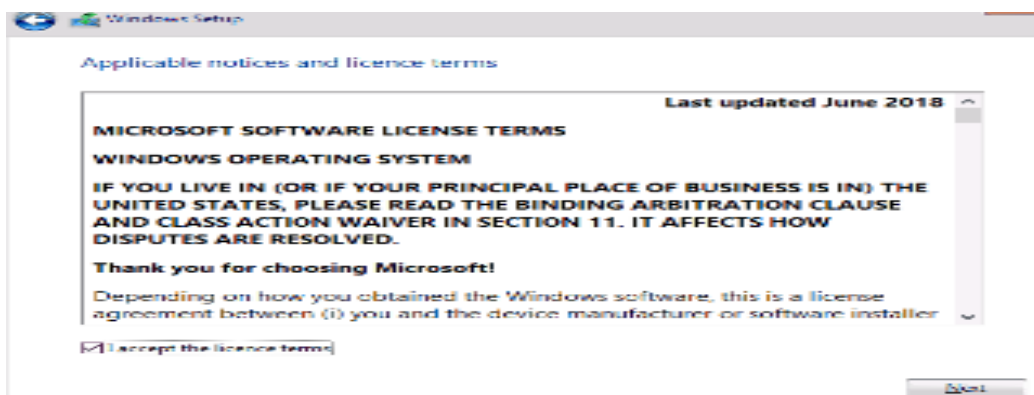 Windows Setup
Applicable notices and licence terms
Last updated June 2018
MICROSOFT SOFTWARE LICENSE TERMS
WINDOWS OPERATING SYSTEM
IF YOU LIVE IN (OR IF YOUR PRINCIPAL PLACE OF BUSINESS IS IN) THE
UNITED STATES, PLEASE READ THE BINDING ARBITRATION CLAUSE
AND CLASS ACTION WAIVER IN SECTION 11. IT AFFECTS HOW
DISPUTES ARE RESOLVED.
Thank you for choosing Microsoft!
Depending on how you obtained the Windows software, this is a license
agreement between (i) you and the device manufacturer or software installer
I accept the licence terms
Next